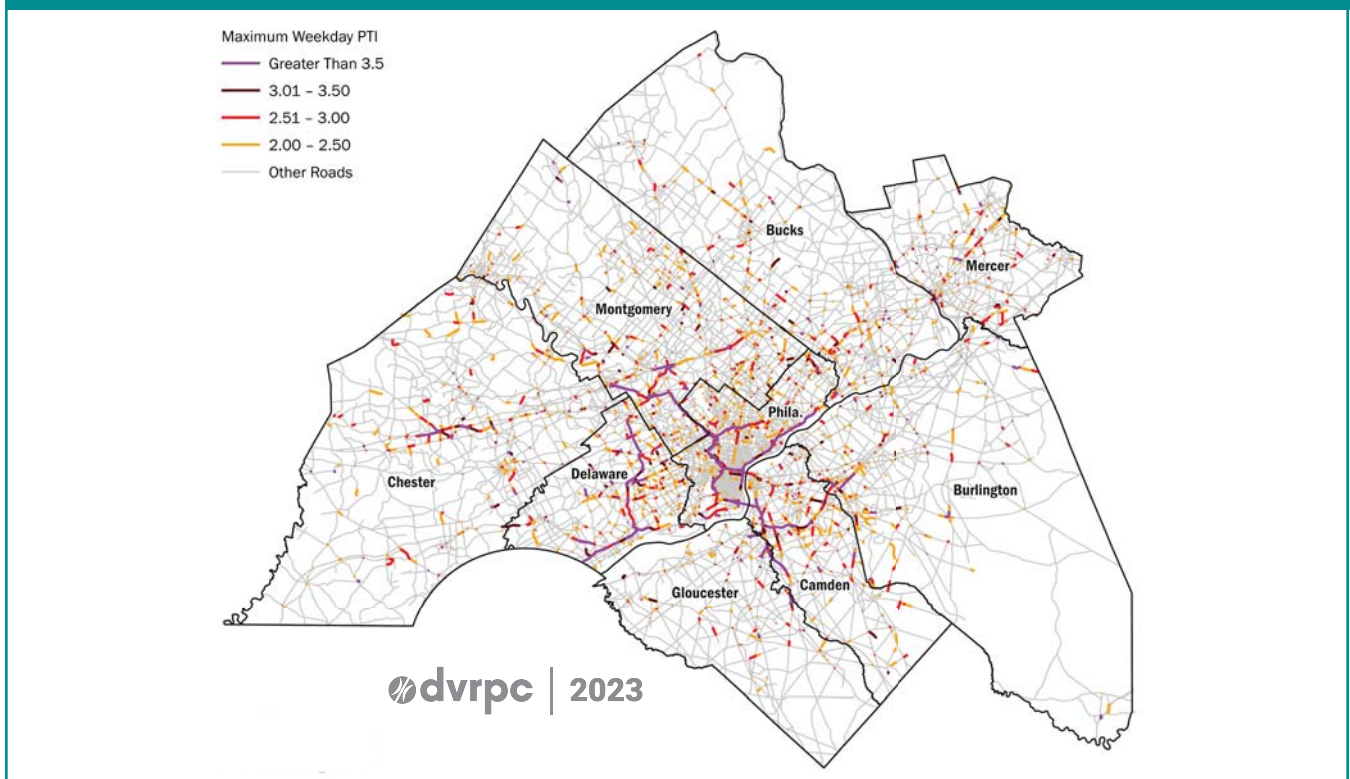 Maximum Weekday PTI
Greater Than 3.5
3.01 – 3.50
2.51 – 3.00
2.00 – 2.50
Other Roads
Bucks
Mercer
Montgomery
Phila.
Chester
Delaware
Burlington
Gloucester
Camden
dvrpc | 2023